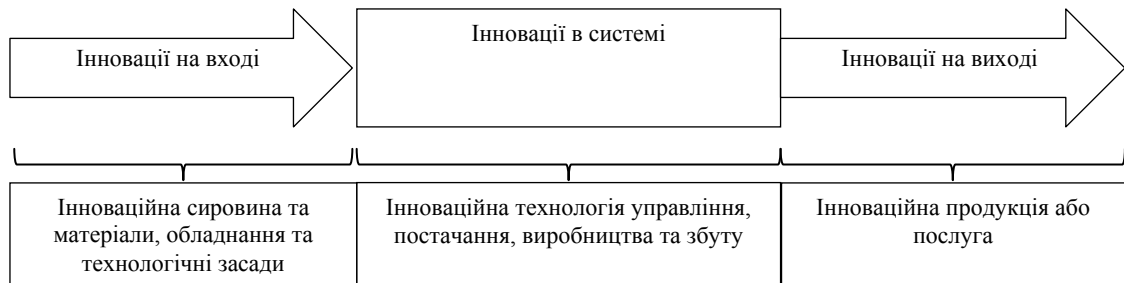 Інновації на вході
Інновації в системі
Інновації на виході
Інноваційна сировина та
матеріали, обладнання та
технологічні засади
Інноваційна технологія управління,
постачання, виробництва та збуту
Інноваційна продукція або
послуга